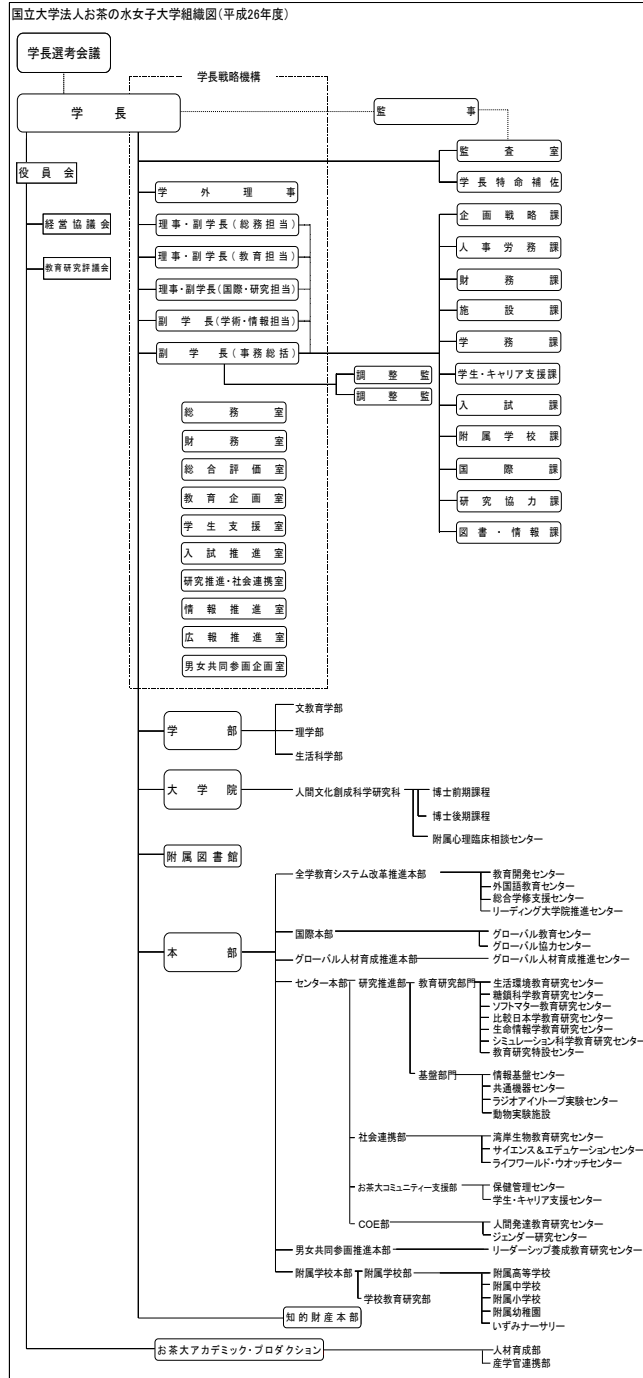 国立大学法人お茶の水女子大学組織図(平成26年度)
学長選考会議
学長戦略機構
学長
監事
監査室
役員会
学長特命補佐
学外理事
経営協議会
理事・副学長(総務担当)
企画戦略課
人事労務課
教育研究評議会
理事・副学長(教育担当)
財務課
理事・副学長(国際・研究担当)
施設課
副学長(学術・情報担当)
学務課
副学長(事務総括)
調整監
学生・キャリア支援課
調整監
総務室
入試課
財務室
附属学校課
総合評価室
国際課
教育企画室
研究協力課
学生支援室
図書・情報課
入試推進室
研究推進・社会連携室
情報推進室
広報推進室
男女共同参画企画室
文教育学部
学部
理学部
生活科学部
大学院
人間文化創成科学研究科
博士前期課程
博士後期課程
附属心理臨床相談センター
附属図書館
全学教育システム改革推進本部
教育開発センター
外国語教育センター
総合学修支援センター
リーディング大学院推進センター
本部
国際本部
グローバル教育センター
グローバル協力センター
グローバル人材育成推進本部
グローバル人材育成推進センター
センター本部
研究推進部
教育研究部門
生活環境教育研究センター
糖鎖科学教育研究センター
ソフトマター教育研究センター
比較日本学教育研究センター
生命情報学教育研究センター
シミュレーション科学教育研究センター
教育研究特設センター
基盤部門
情報基盤センター
共通機器センター
ラジオアイソトープ実験センター
動物実験施設
社会連携部
湾岸生物教育研究センター
サイエンス&エデュケーションセンター
ライフワールド・ウオッチセンター
お茶大コミュニティー支援部
保健管理センター
学生・キャリア支援センター
COE部
人間発達教育研究センター
ジェンダー研究センター
男女共同参画推進本部
リーダーシップ養成教育研究センター
附属学校本部
附属学校部
附属高等学校
附属中学校
学校教育研究部
附属小学校
附属幼稚園
いずみナーサリー
知的財産本部
お茶大アカデミック・プロダクション
人材育成部
産学官連携部